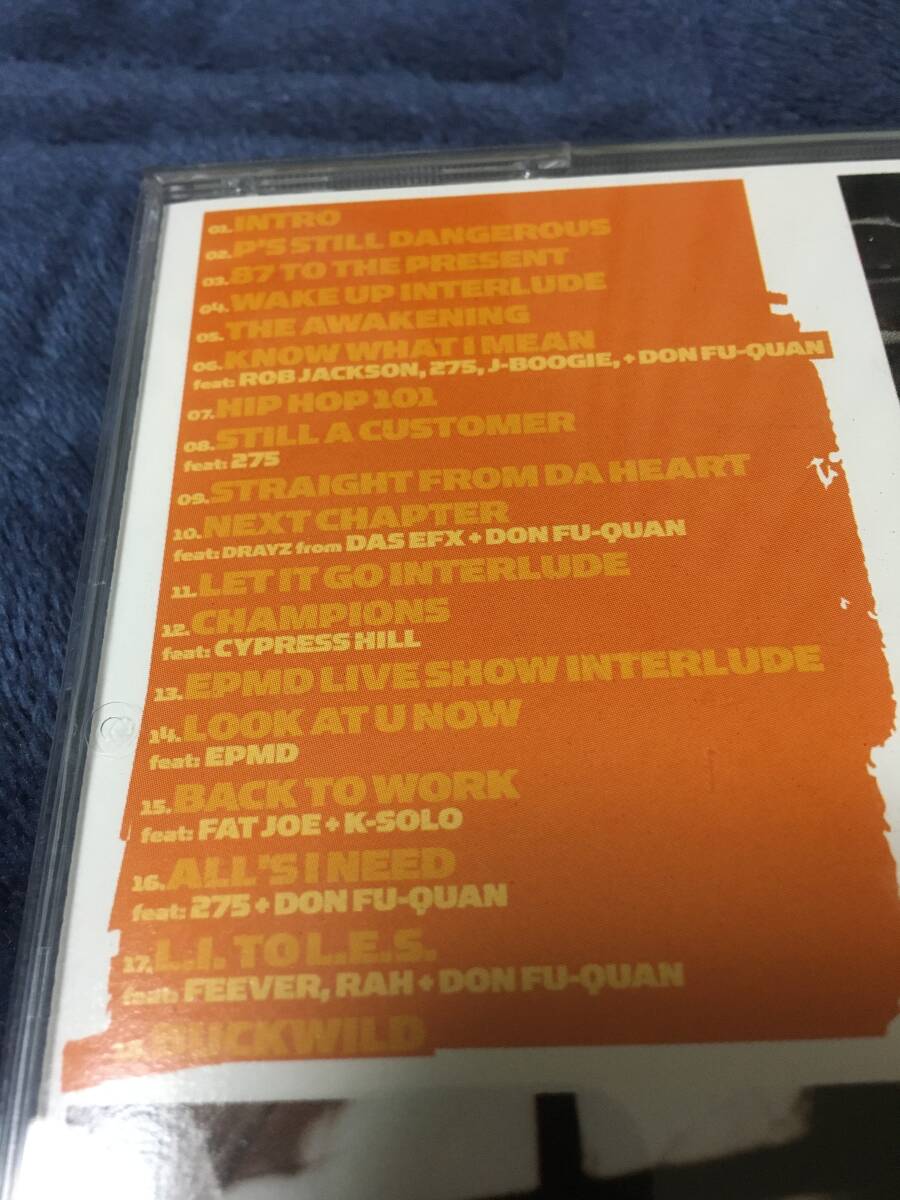 01.INTRO
02.P'S STILL DANGEROUS
03.87 TO THE PRESENT
04.WAKE UP INTERLUDE
05.THE AWAKENING
06.KNOW WHAT I MEAN
feat: ROB JACKSON, 275, J-BOOGIE, + DON FU-QUAN
07.HIP HOP 101
08.STILL A CUSTOMER
feat: 275
09.STRAIGHT FROM DA HEART
10.NEXT CHAPTER
feat: DRAYZ from DAS EFX + DON FU-QUAN
11.LET IT GO INTERLUDE
12.CHAMPIONS
feat: CYPRESS HILL
13.EPMD LIVE SHOW INTERLUDE
14.LOOK AT U NOW
feat: EPMD
15.BACK TO WORK
feat: FAT JOE + K-SOLO
16.ALL'S I NEED
feat: 275 + DON FU-QUAN
17.L.I. TO L.E.S.
feat: FEEVER, RAH + DON FU-QUAN
18.BUCKWILD